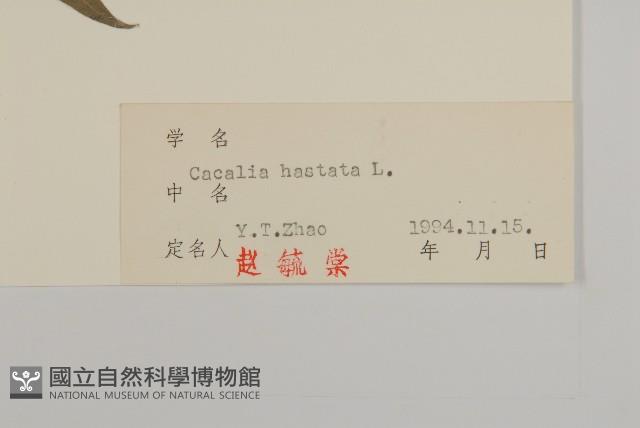 学 名
Cacalia hastata L.
中 名
Y.T.Zhao 1994.11.15.
定名人 赵毓棠 年 月 日
國立自然科學博物館
NATIONAL MUSEUM OF NATURAL SCIENCE